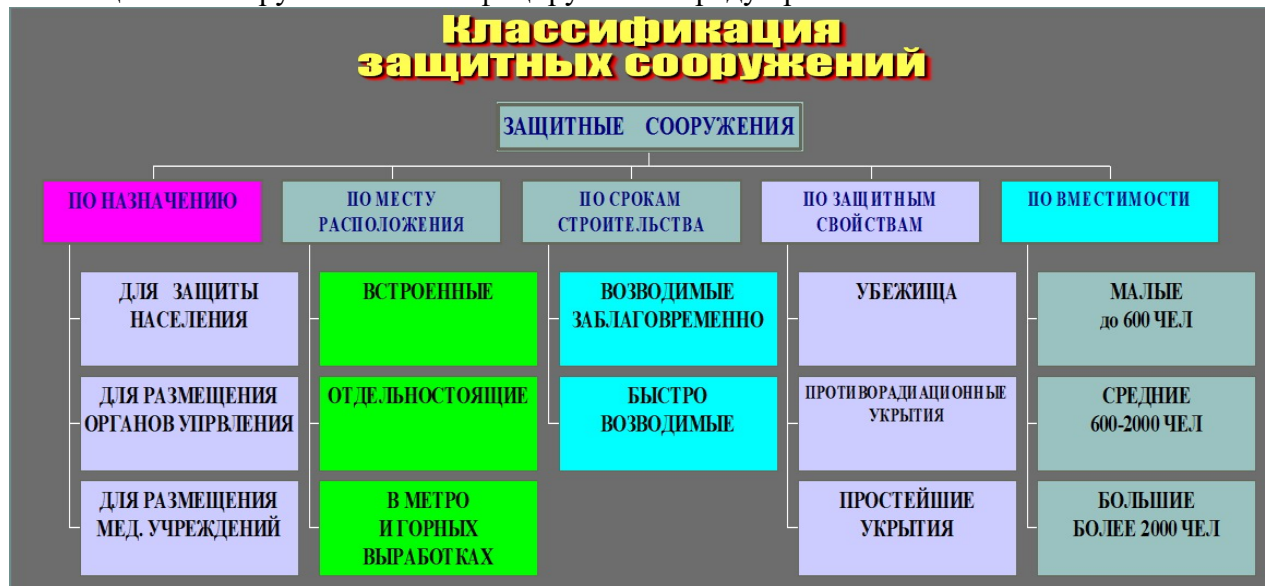 Классификация
защитных сооружений
ЗАЩИТНЫЕ СООРУЖЕНИЯ
ПО НАЗНАЧЕНИЮ
ДЛЯ ЗАЩИТЫ
НАСЕЛЕНИЯ
ДЛЯ РАЗМЕЩЕНИЯ
ОРГАНОВ УПРВЛЕНИЯ
ДЛЯ РАЗМЕЩЕНИЯ
МЕД. УЧРЕЖДЕНИЙ
ПО МЕСТУ
РАСПОЛОЖЕНИЯ
ВСТРОЕННЫЕ
ОТДЕЛЬНОСТОЯЩИЕ
В МЕТРО
И ГОРНЫХ
ВЫРАБОТКАХ
ПО СРОКАМ
СТРОИТЕЛЬСТВА
ВОЗВОДИМЫЕ
ЗАБЛАГОВРЕМЕННО
БЫСТРО
ВОЗВОДИМЫЕ
ПО ЗАЩИТНЫМ
СВОЙСТВАМ
УБЕЖИЩА
ПРОТИВОРАДИАЦИОННЫЕ
УКРЫТИЯ
ПРОСТЕЙШИЕ
УКРЫТИЯ
ПО ВМЕСТИМОСТИ
МАЛЫЕ
до 600 ЧЕЛ
СРЕДНИЕ
600-2000 ЧЕЛ
БОЛЬШИЕ
БОЛЕЕ 2000 ЧЕЛ